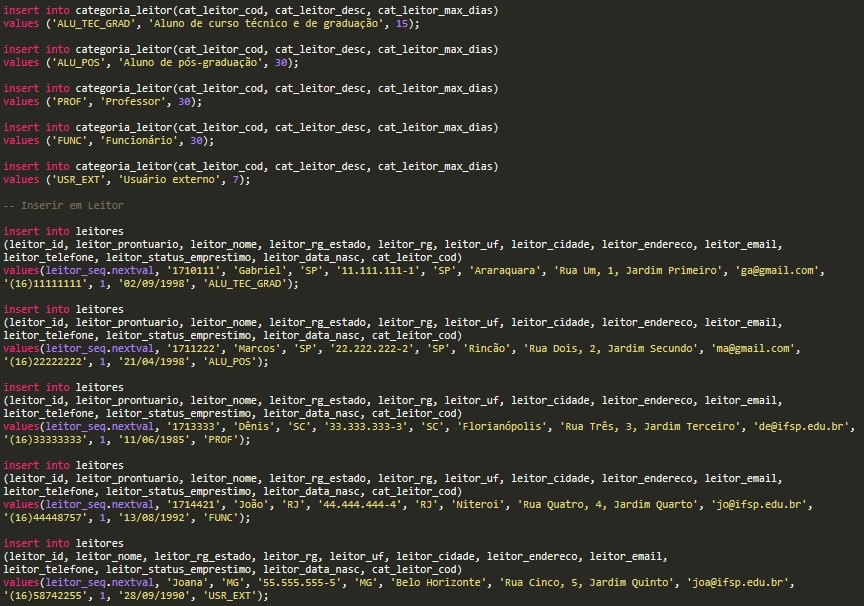 insert into categoria_leitor(cat_leitor_cod, cat_leitor_desc, cat_leitor_max_dias)
values ('ALU_TEC_GRAD', 'Aluno de curso técnico e de graduação', 15);
insert into categoria_leitor(cat_leitor_cod, cat_leitor_desc, cat_leitor_max_dias)
values ('ALU_POS', 'Aluno de pós-graduação', 30);
insert into categoria_leitor(cat_leitor_cod, cat_leitor_desc, cat_leitor_max_dias)
values ('PROF', 'Professor', 30);
insert into categoria_leitor(cat_leitor_cod, cat_leitor_desc, cat_leitor_max_dias)
values ('FUNC', 'Funcionário', 30);
insert into categoria_leitor(cat_leitor_cod, cat_leitor_desc, cat_leitor_max_dias)
values ('USR_EXT', 'Usuário externo', 7);
-- Inserir em Leitor
insert into leitores
(leitor_id, leitor_prontuario, leitor_nome, leitor_rg_estado, leitor_rg, leitor_uf, leitor_cidade, leitor_endereco, leitor_email,
leitor_telefone, leitor_status_emprestimo, leitor_data_nasc, cat_leitor_cod)
values(leitor_seq.nextval, '1710111', 'Gabriel', 'SP', '11.111.111-1', 'SP', 'Araraquara', 'Rua Um, 1, Jardim Primeiro', 'ga@gmail.com',
'(16)11111111', 1, '02/09/1998', 'ALU_TEC_GRAD');
insert into leitores
(leitor_id, leitor_prontuario, leitor_nome, leitor_rg_estado, leitor_rg, leitor_uf, leitor_cidade, leitor_endereco, leitor_email,
leitor_telefone, leitor_status_emprestimo, leitor_data_nasc, cat_leitor_cod)
values(leitor_seq.nextval, '1711222', 'Marcos', 'SP', '22.222.222-2', 'SP', 'Rincão', 'Rua Dois, 2, Jardim Secundo', 'ma@gmail.com',
'(16)22222222', 1, '21/04/1998', 'ALU_POS');
insert into leitores
(leitor_id, leitor_prontuario, leitor_nome, leitor_rg_estado, leitor_rg, leitor_uf, leitor_cidade, leitor_endereco, leitor_email,
leitor_telefone, leitor_status_emprestimo, leitor_data_nasc, cat_leitor_cod)
values(leitor_seq.nextval, '1713333', 'Dênis', 'SC', '33.333.333-3', 'SC', 'Florianópolis', 'Rua Três, 3, Jardim Terceiro', 'de@ifsp.edu.br',
'(16)33333333', 1, '11/06/1985', 'PROF');
insert into leitores
(leitor_id, leitor_prontuario, leitor_nome, leitor_rg_estado, leitor_rg, leitor_uf, leitor_cidade, leitor_endereco, leitor_email,
leitor_telefone, leitor_status_emprestimo, leitor_data_nasc, cat_leitor_cod)
values(leitor_seq.nextval, '1714421', 'João', 'RJ', '44.444.444-4', 'RJ', 'Niteroi', 'Rua Quatro, 4, Jardim Quarto', 'jo@ifsp.edu.br',
'(16)44448757', 1, '13/08/1992', 'FUNC');
insert into leitores
(leitor_id, leitor_nome, leitor_rg_estado, leitor_rg, leitor_uf, leitor_cidade, leitor_endereco, leitor_email,
leitor_telefone, leitor_status_emprestimo, leitor_data_nasc, cat_leitor_cod)
values(leitor_seq.nextval, 'Joana', 'MG', '55.555.555-5', 'MG', 'Belo Horizonte', 'Rua Cinco, 5, Jardim Quinto', 'joa@ifsp.edu.br',
'(16)58742255', 1, '28/09/1990', 'USR_EXT');